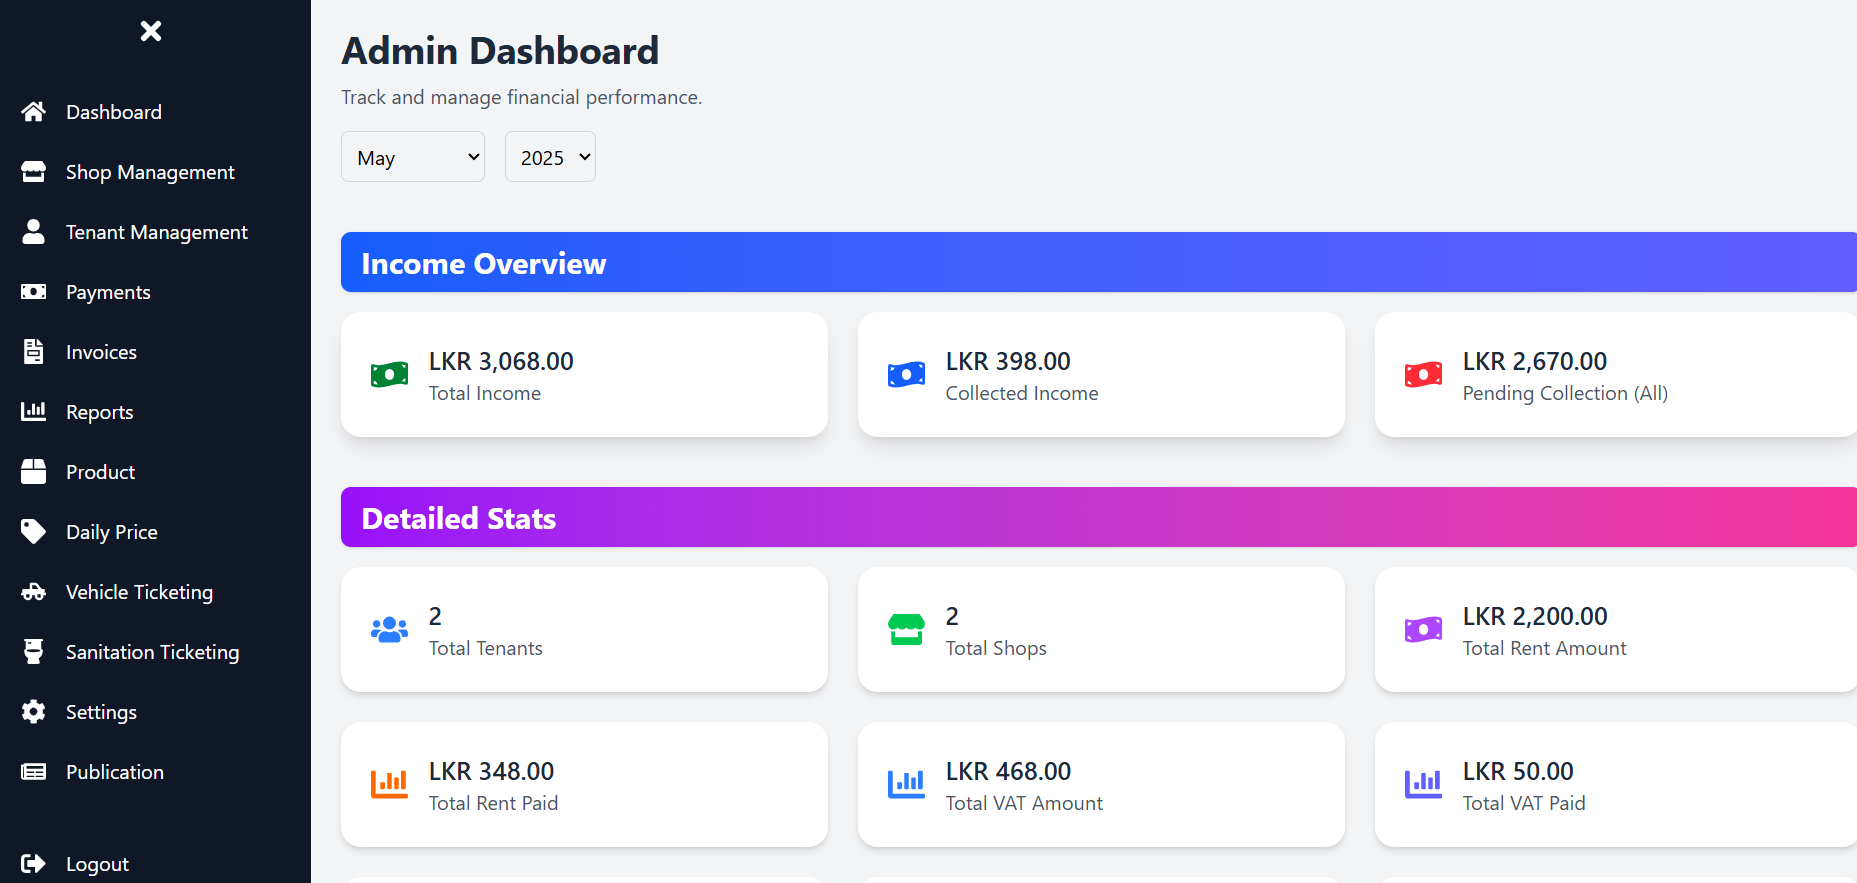 Dashboard
Shop Management
Tenant Management
Payments
Invoices
Reports
Product
Daily Price
Vehicle Ticketing
Sanitation Ticketing
Settings
Publication
Logout
Admin Dashboard
Track and manage financial performance.
May 2025
Income Overview
LKR 3,068.00
Total Income
LKR 398.00
Collected Income
LKR 2,670.00
Pending Collection (All)
Detailed Stats
2
Total Tenants
2
Total Shops
LKR 2,200.00
Total Rent Amount
LKR 348.00
Total Rent Paid
LKR 468.00
Total VAT Amount
LKR 50.00
Total VAT Paid